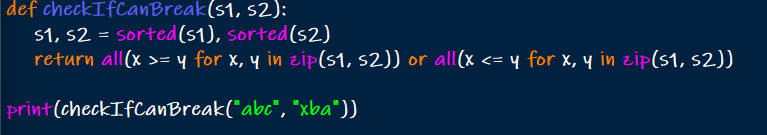 def checkIfCanBreak(s1, s2):
    s1, s2 = sorted(s1), sorted(s2)
    return all(x >= y for x, y in zip(s1, s2)) or all(x <= y for x, y in zip(s1, s2))
print(checkIfCanBreak("abc", "xba"))